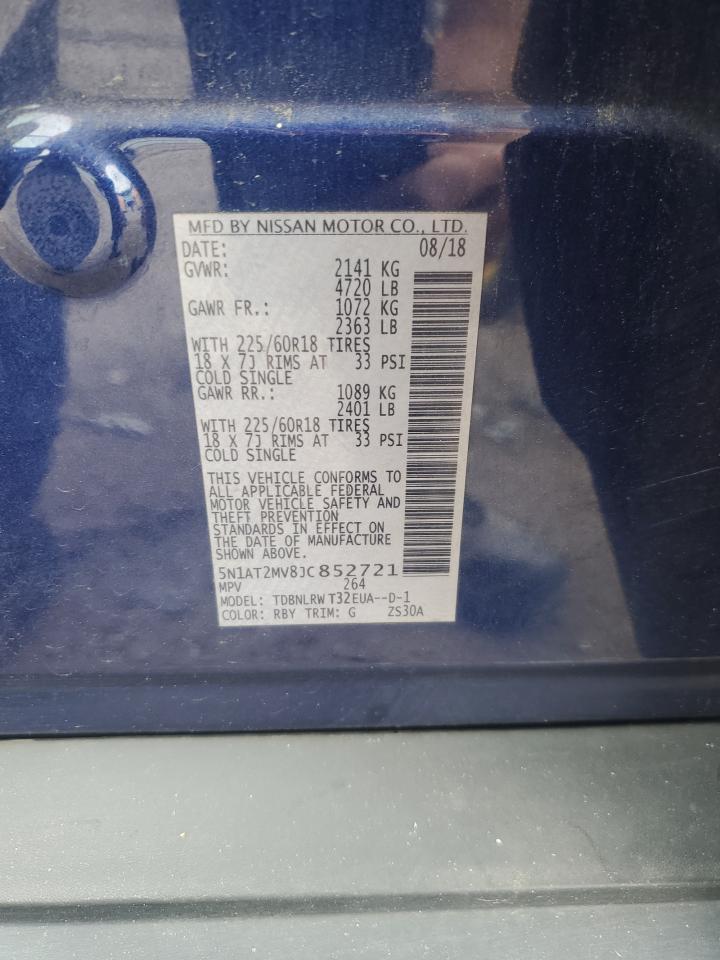 MFD BY NISSAN MOTOR CO., LTD.
DATE: 08/18
GVWR: 2141 KG
4720 LB
GAWR FR.: 1072 KG
2363 LB
WITH 225/60R18 TIRES
18 X 7J RIMS AT 33 PSI
COLD SINGLE
GAWR RR.: 1089 KG
2401 LB
WITH 225/60R18 TIRES
18 X 7J RIMS AT 33 PSI
COLD SINGLE
THIS VEHICLE CONFORMS TO
ALL APPLICABLE FEDERAL
MOTOR VEHICLE SAFETY AND
THEFT PREVENTION
STANDARDS IN EFFECT ON
THE DATE OF MANUFACTURE
SHOWN ABOVE.
5N1AT2MV8JC852721
MPV 264
MODEL: TDBNLRW T32EUA--D-1
COLOR: RBY TRIM: G ZS30A